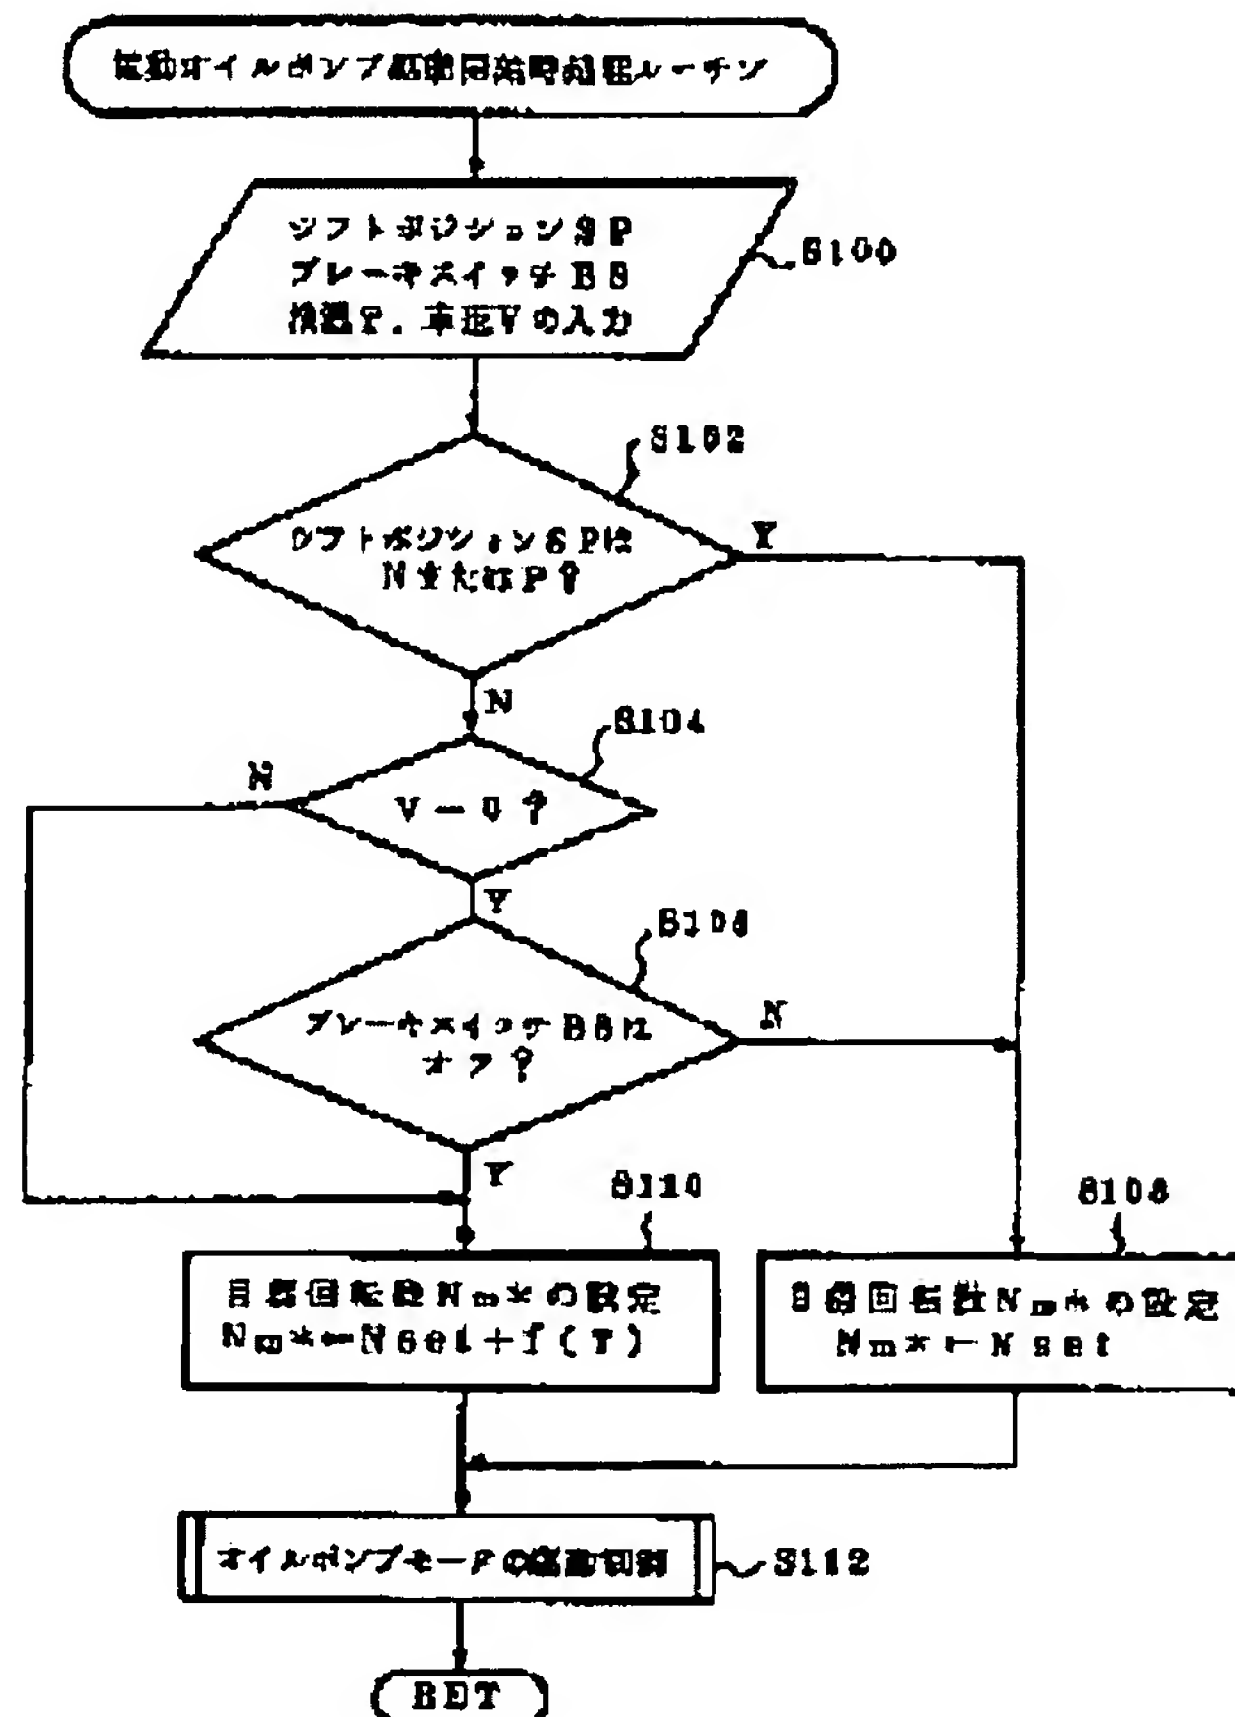 電動オイルポンプ駆動開始時処理ルーチン
シフトポジションSP
ブレーキスイッチBS
油温T, 車速Vの入力
S100
S102
シフトポジションSPは
NまたはP?
Y
N
S104
N
V=0?
Y
S106
ブレーキスイッチBSは
オフ?
N
Y
S110
S108
目標回転数Nm*の設定
Nm*←Nset+f(T)
目標回転数Nm*の設定
Nm*←Nset
オイルポンプモータの駆動制御
S112
RET